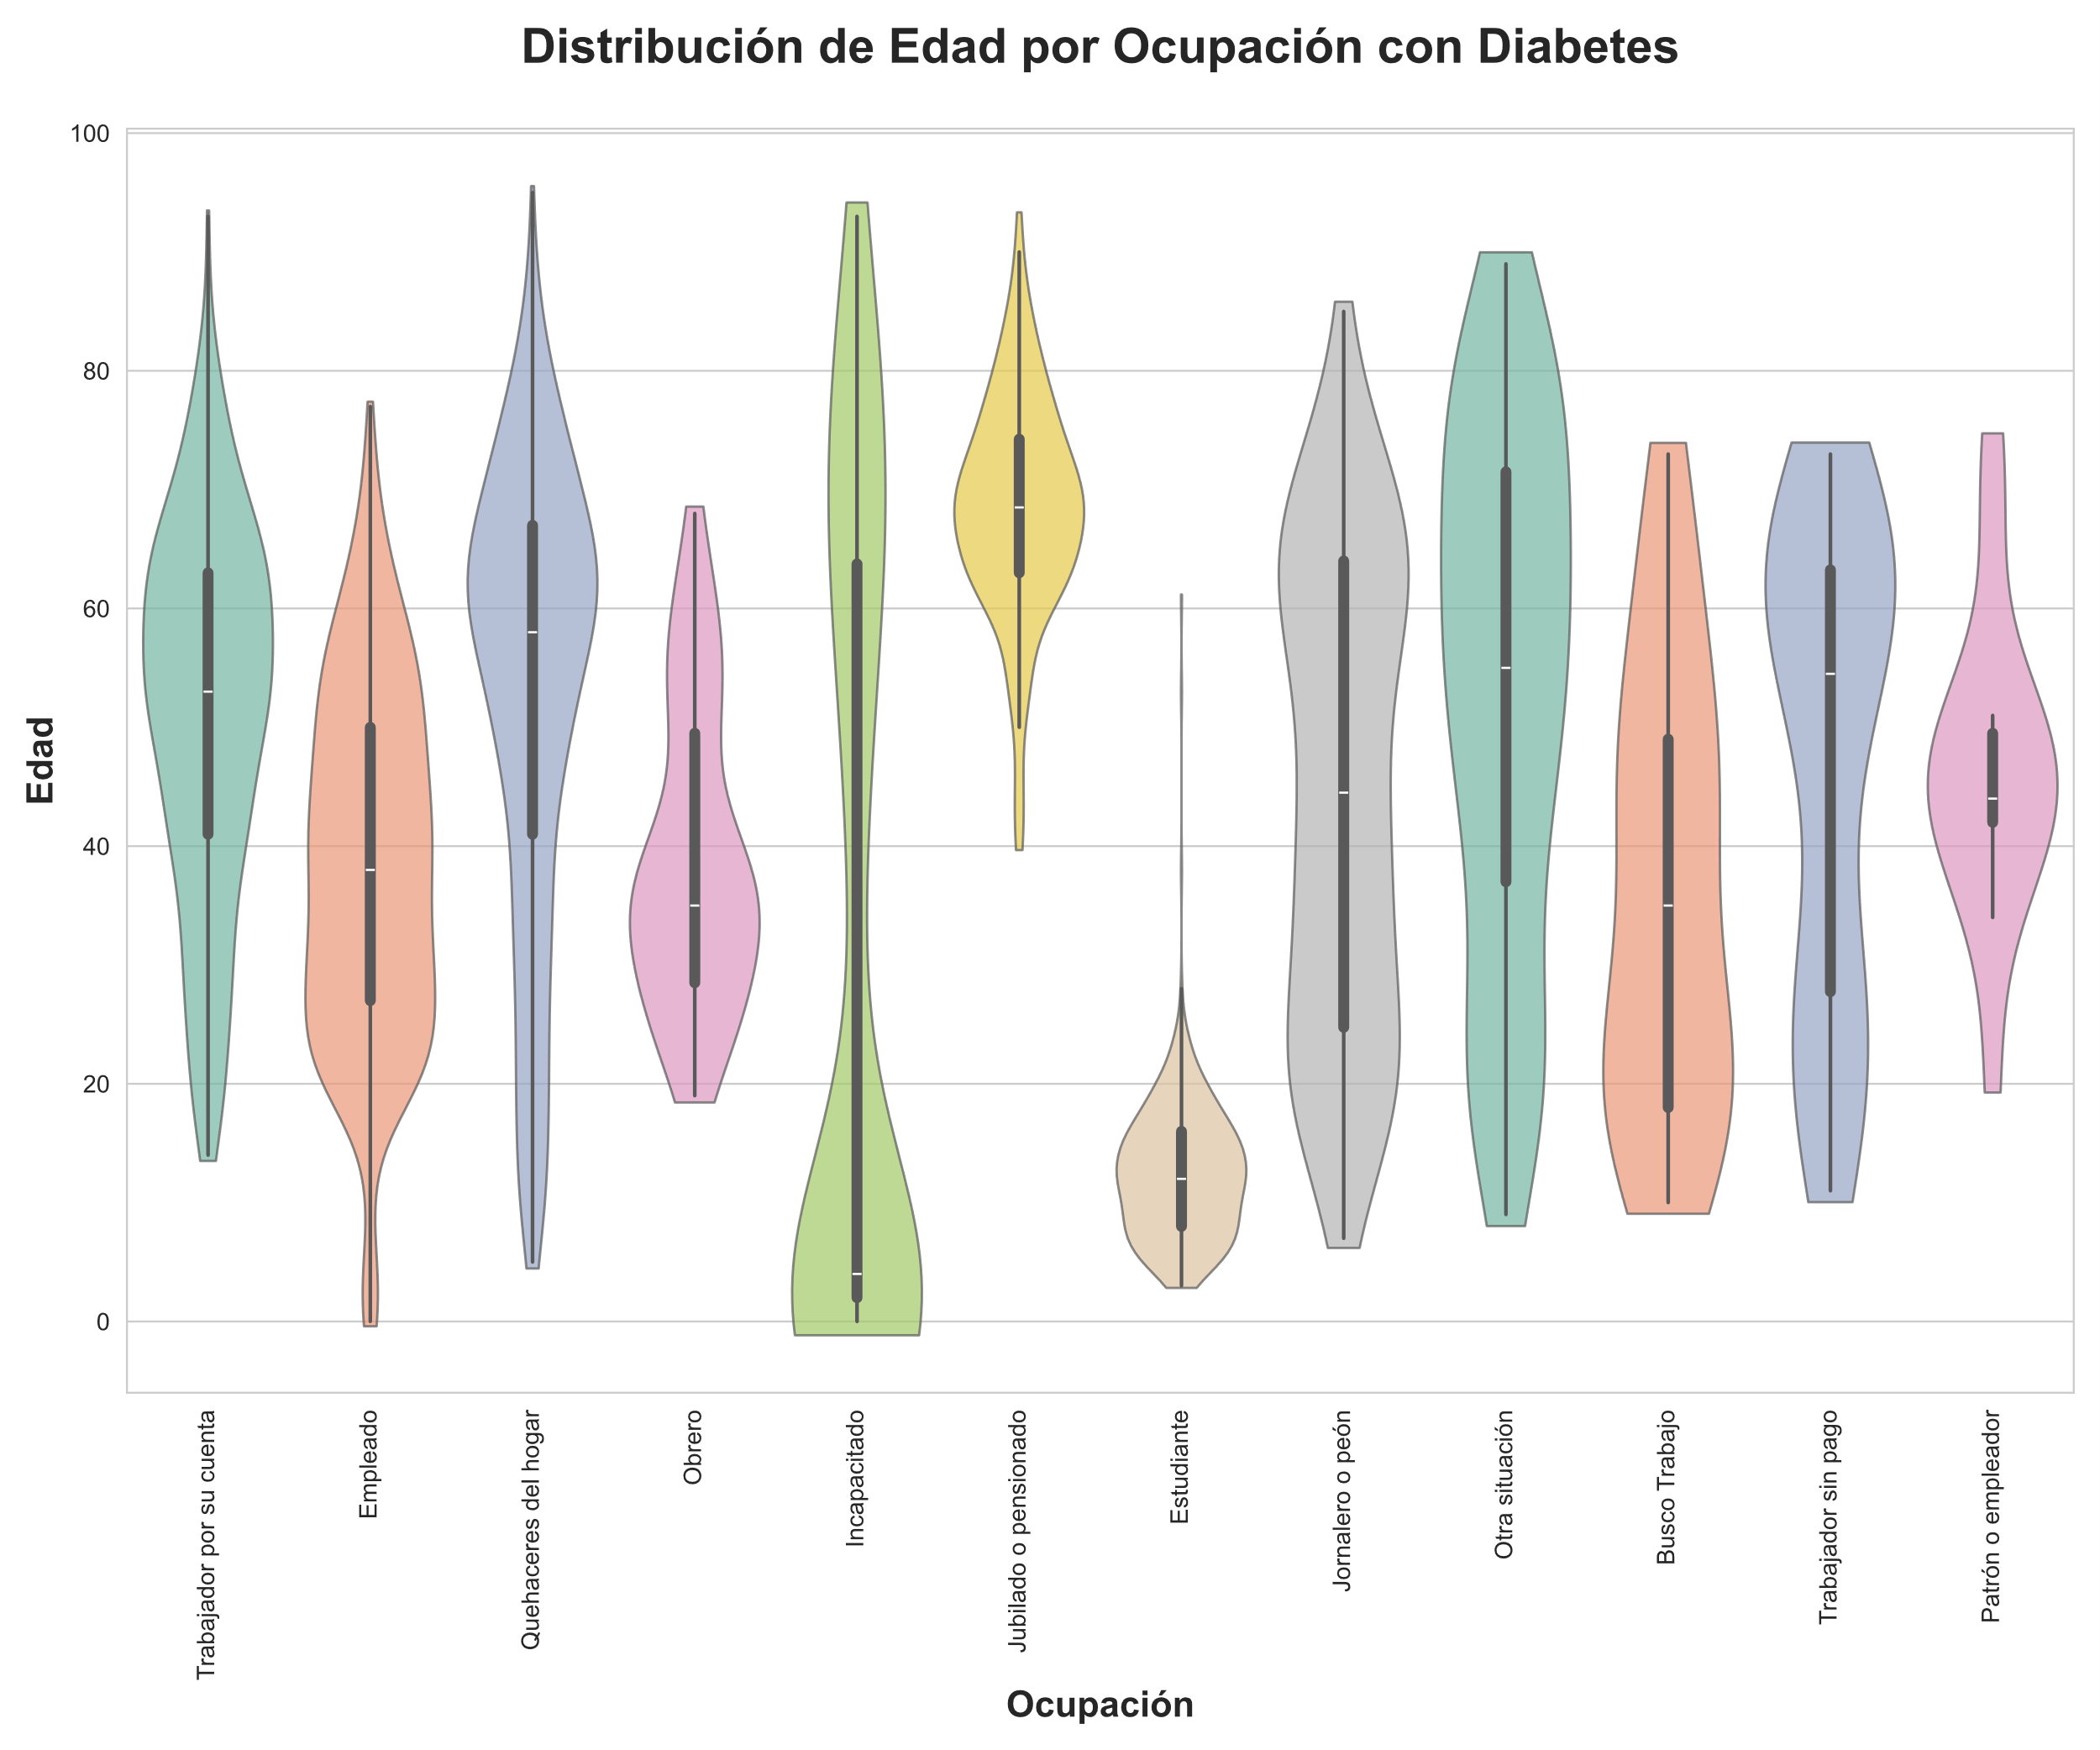 Distribución de Edad por Ocupación con Diabetes
100
80
60
40
20
0
Edad
Trabajador por su cuenta
Empleado
Quehaceres del hogar
Obrero
Incapacitado
Jubilado o pensionado
Estudiante
Jornalero o peón
Otra situación
Busco Trabajo
Trabajador sin pago
Patrón o empleador
Ocupación